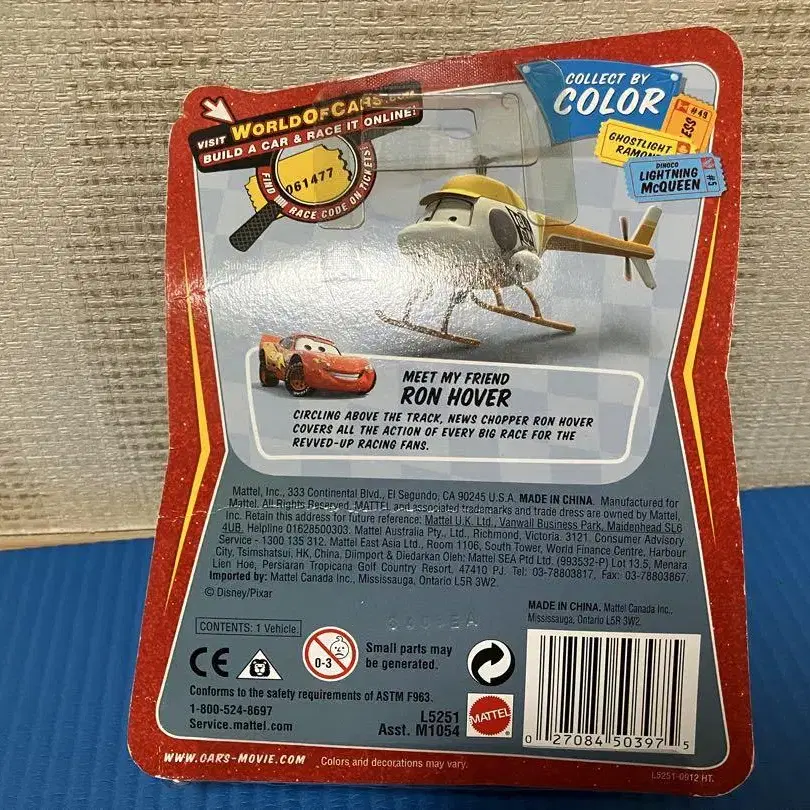 VISIT WORLDOFCARS.COM
BUILD A CAR & RACE IT ONLINE!
FIND RACE CODE ON TICKETS!
061477
COLLECT BY
COLOR
#49
ESS
GHOSTLIGHT
RAMON
DINOCO
LIGHTNING
McQUEEN
#5
MEET MY FRIEND
RON HOVER
CIRCLING ABOVE THE TRACK, NEWS CHOPPER RON HOVER
COVERS ALL THE ACTION OF EVERY BIG RACE FOR THE
REVVED-UP RACING FANS.
Mattel, Inc., 333 Continental Blvd., El Segundo, CA 90245 U.S.A. MADE IN CHINA. Manufactured for
Mattel. All Rights Reserved. MATTEL and associated trademarks and trade dress are owned by Mattel,
Inc. Retain this address for future reference: Mattel U.K. Ltd., Vanwall Business Park, Maidenhead SL6
4UB. Helpline 01628500303. Mattel Australia Pty., Ltd., Richmond, Victoria. 3121. Consumer Advisory
Service - 1300 135 312. Mattel East Asia Ltd., Room 1106, South Tower, World Finance Centre, Harbour
City, Tsimshatsui, HK, China. Diimport & Diedarkan Oleh: Mattel SEA Ptd Ltd. (993532-P) Lot 13.5, Menara
Lien Hoe, Persiaran Tropicana Golf Country Resort, 47410 PJ. Tel: 03-78803817, Fax: 03-78803867.
Imported by: Mattel Canada Inc., Mississauga, Ontario L5R 3W2.
© Disney/Pixar
MADE IN CHINA. Mattel Canada Inc.,
Mississauga, Ontario L5R 3W2.
CONTENTS: 1 Vehicle.
CE
0-3
Small parts may
be generated.
Conforms to the safety requirements of ASTM F963.
1-800-524-8697
Service.mattel.com
L5251
Asst. M1054
MATTEL
0 27084 50397 5
WWW.CARS-MOVIE.COM
Colors and decorations may vary.
L5251-0912 HT.